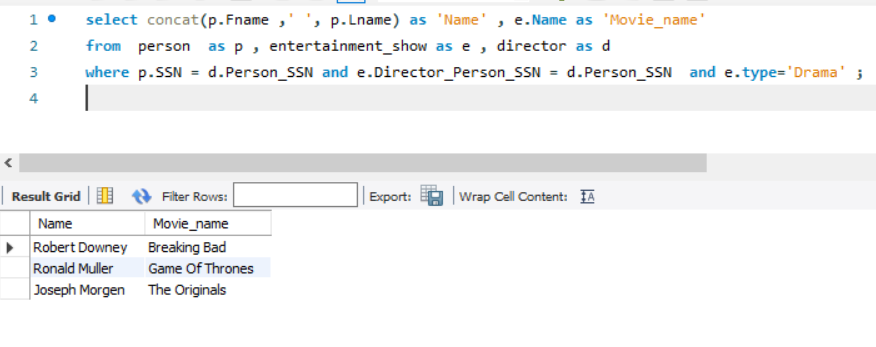 1 select concat(p.Fname ,' ', p.Lname) as 'Name' , e.Name as 'Movie_name'
2 from person as p , entertainment_show as e , director as d
3 where p.SSN = d.Person_SSN and e.Director_Person_SSN = d.Person_SSN and e.type='Drama' ;
4
Result Grid Filter Rows: Export: Wrap Cell Content:
Name Movie_name
Robert Downey Breaking Bad
Ronald Muller Game Of Thrones
Joseph Morgen The Originals